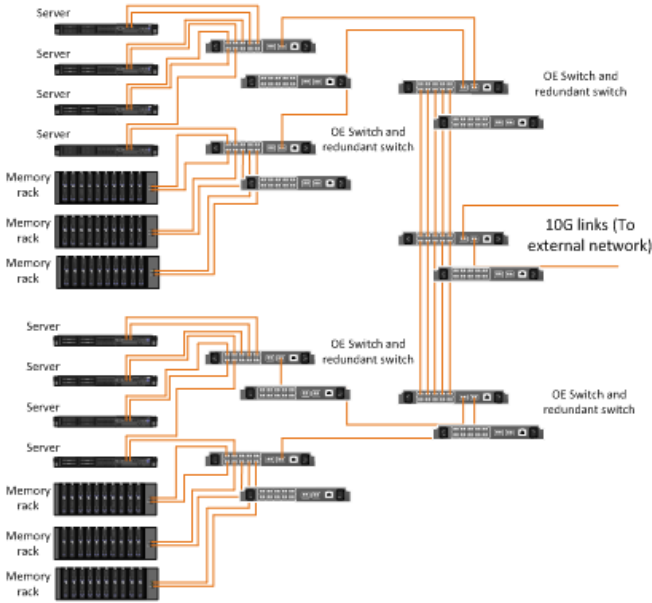 Server
Server
Server
Server
Memory
rack
Memory
rack
Memory
rack
OE Switch and
redundant switch
OE Switch and
redundant switch
10G links (To
external network)
Server
Server
Server
Server
Memory
rack
Memory
rack
Memory
rack
OE Switch and
redundant switch
OE Switch and
redundant switch